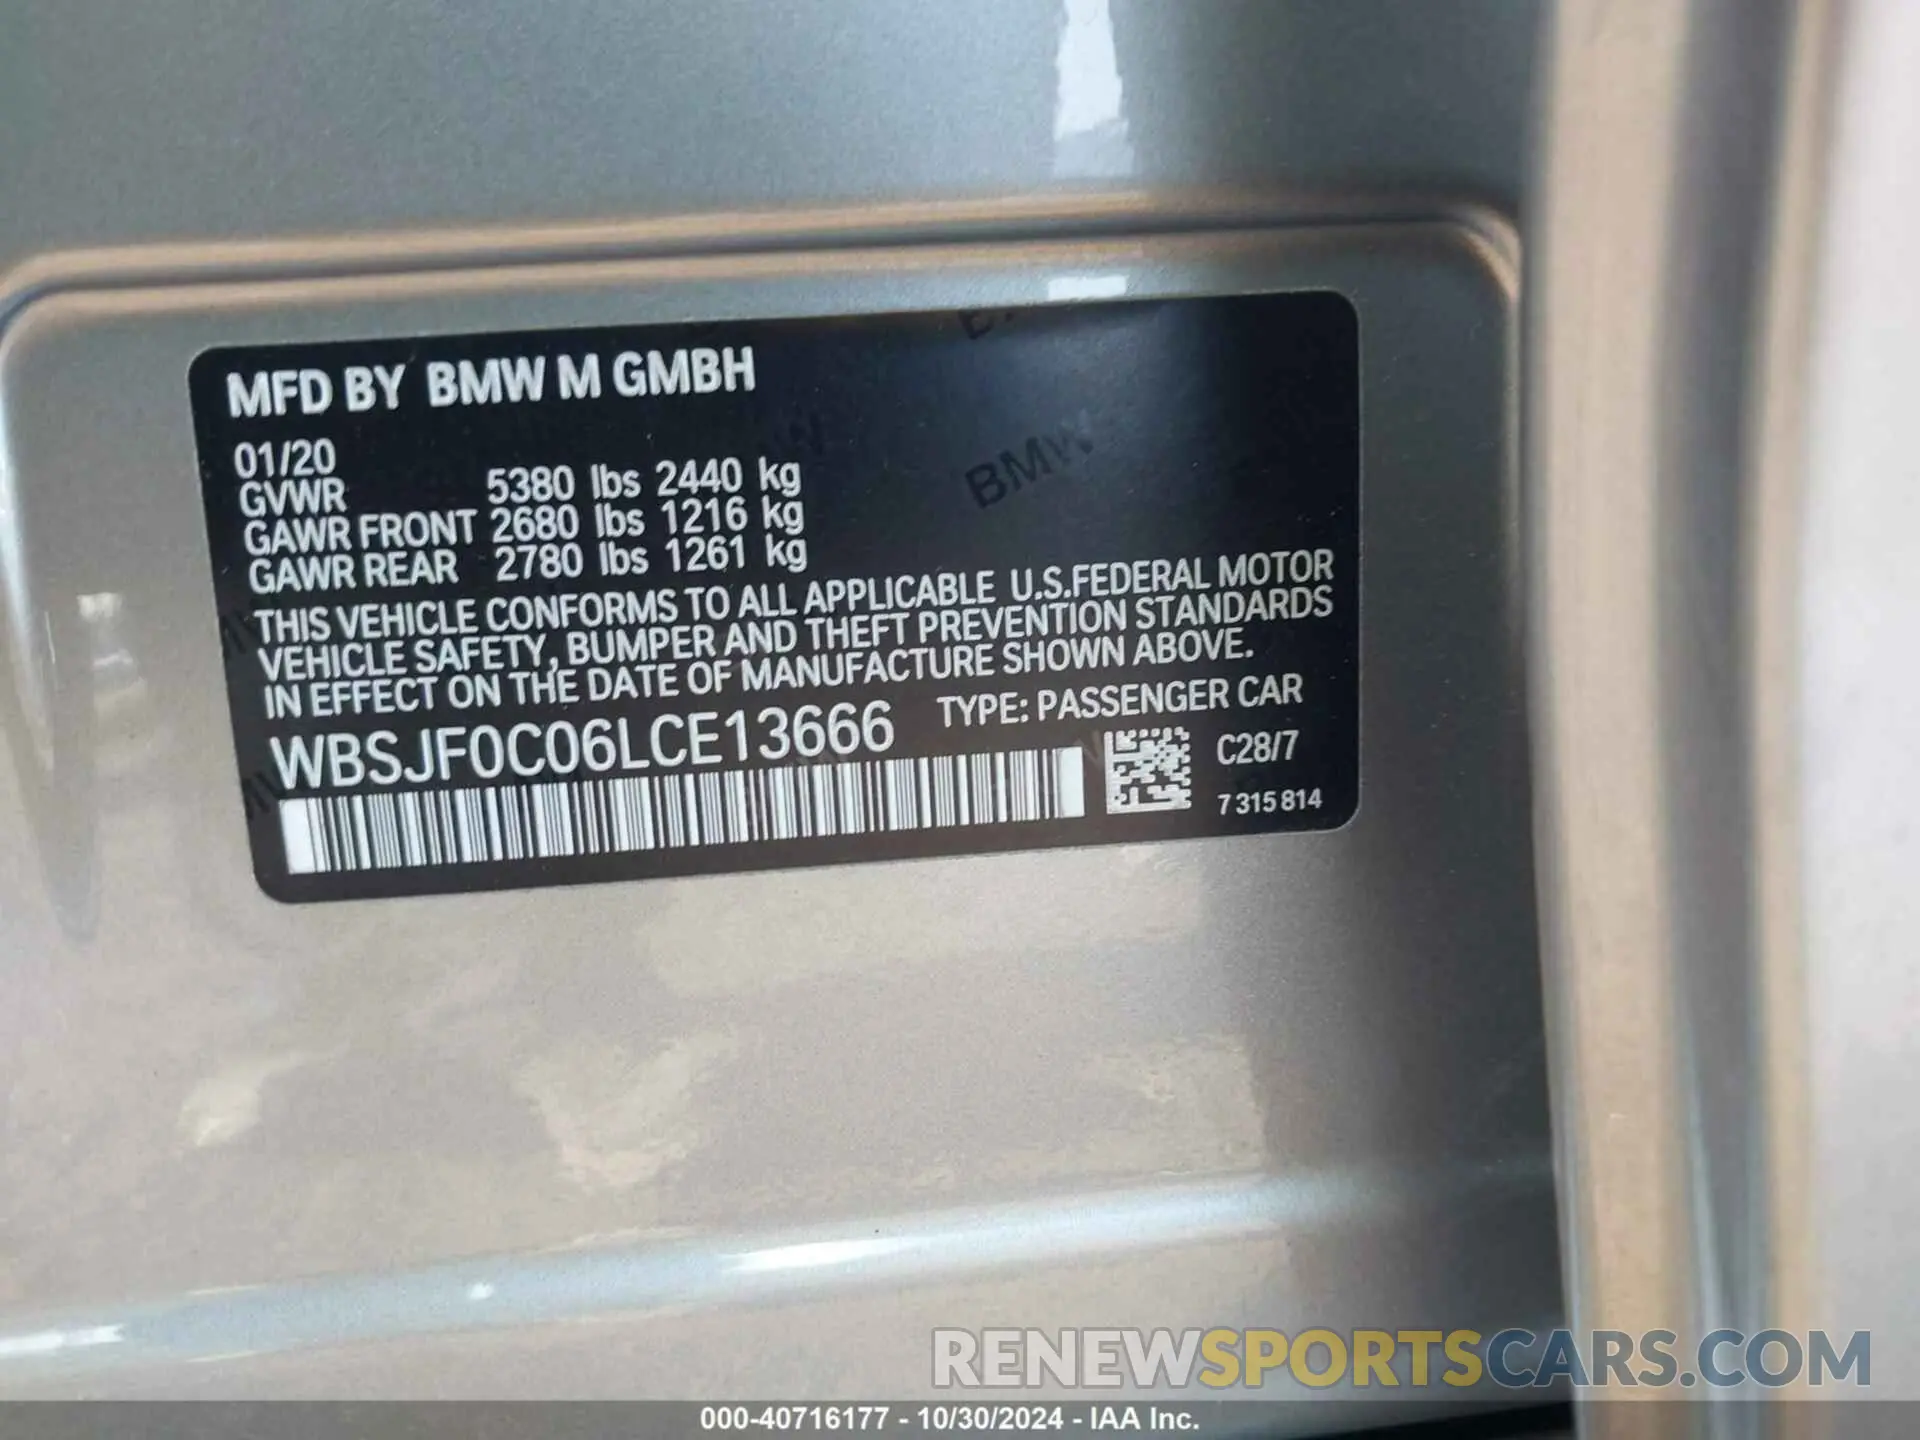 MFD BY BMW M GMBH
01/20
GVWR 5380 lbs 2440 kg
GAWR FRONT 2680 lbs 1216 kg
GAWR REAR 2780 lbs 1261 kg
THIS VEHICLE CONFORMS TO ALL APPLICABLE U.S.FEDERAL MOTOR
VEHICLE SAFETY, BUMPER AND THEFT PREVENTION STANDARDS
IN EFFECT ON THE DATE OF MANUFACTURE SHOWN ABOVE.
WBSJF0C06LCE13666 TYPE: PASSENGER CAR
C28/7
7 315 814
BMW
RENEWSPORTSCARS.COM
000-40716177 - 10/30/2024 - IAA Inc.